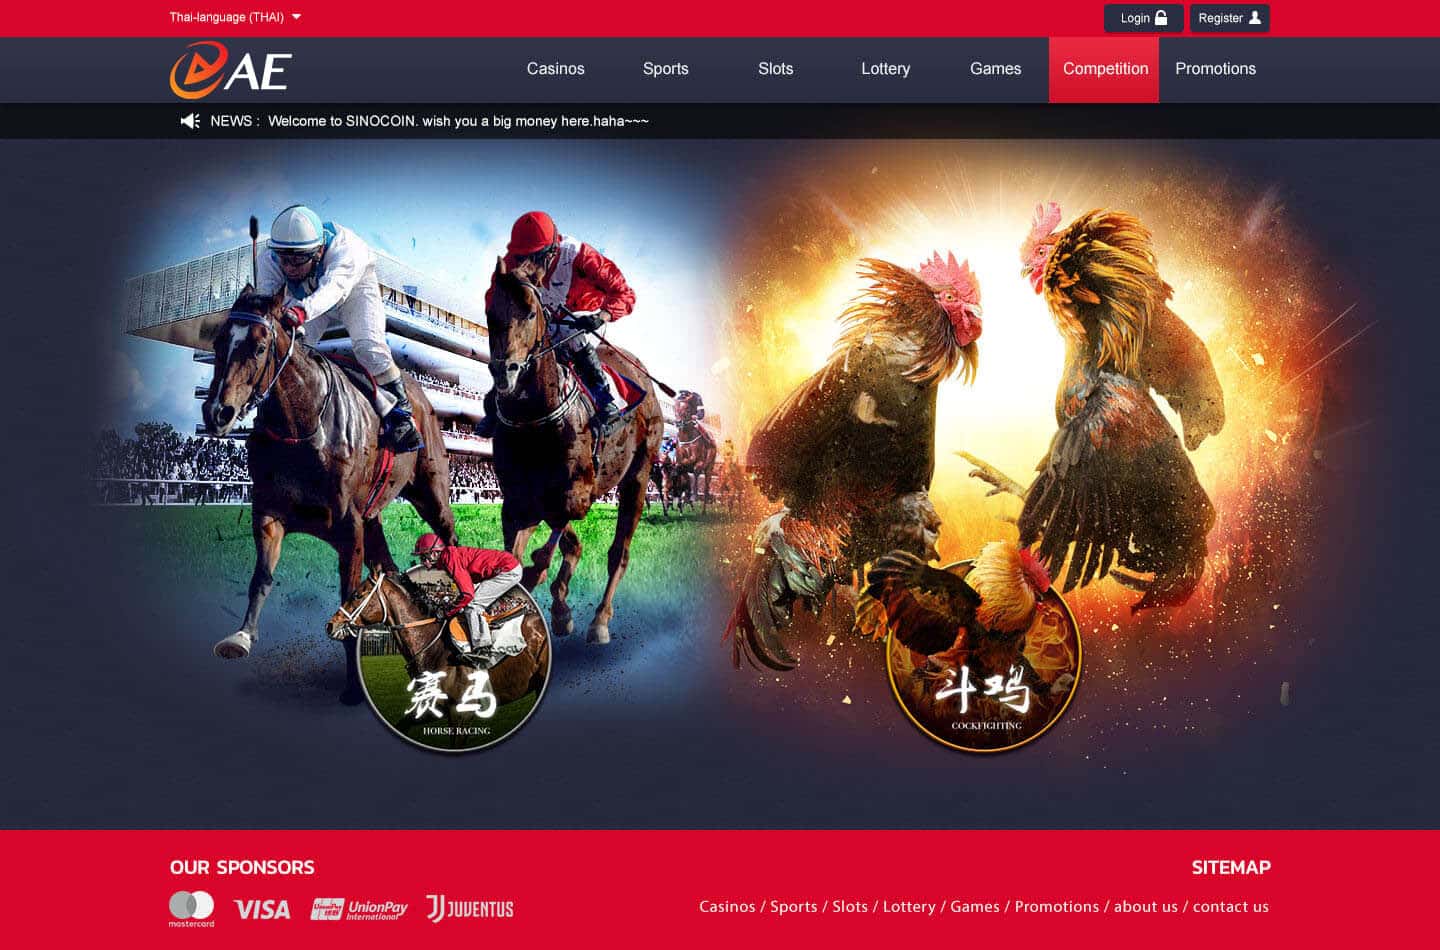 Thai-language (THAI)
Login
Register
AE
Casinos
Sports
Slots
Lottery
Games
Competition
Promotions
NEWS : Welcome to SINOCOIN. wish you a big money here.haha~~~
赛马
HORSE RACING
斗鸡
COCKFIGHTING
OUR SPONSORS
SITEMAP
mastercard
VISA
UnionPay
International
JUVENTUS
Casinos / Sports / Slots / Lottery / Games / Promotions / about us / contact us